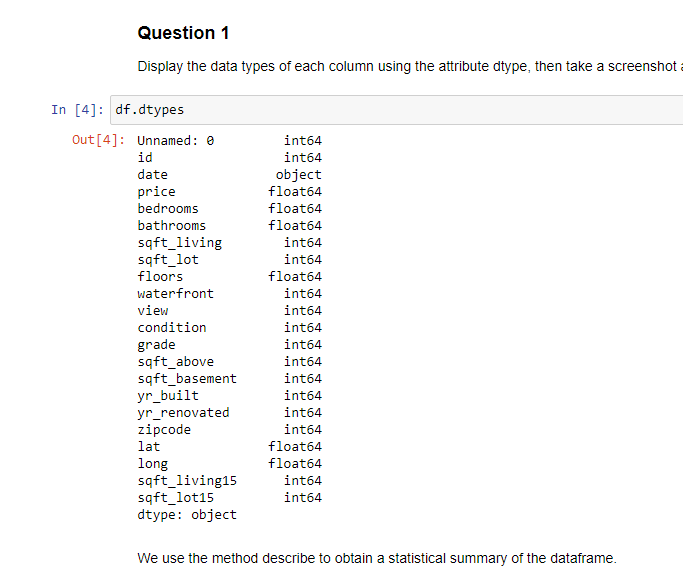 Question 1
Display the data types of each column using the attribute dtype, then take a screenshot
In [4]: df.dtypes
Out[4]: Unnamed: 0 int64
id int64
date object
price float64
bedrooms float64
bathrooms float64
sqft_living int64
sqft_lot int64
floors float64
waterfront int64
view int64
condition int64
grade int64
sqft_above int64
sqft_basement int64
yr_built int64
yr_renovated int64
zipcode int64
lat float64
long float64
sqft_living15 int64
sqft_lot15 int64
dtype: object
We use the method describe to obtain a statistical summary of the dataframe.